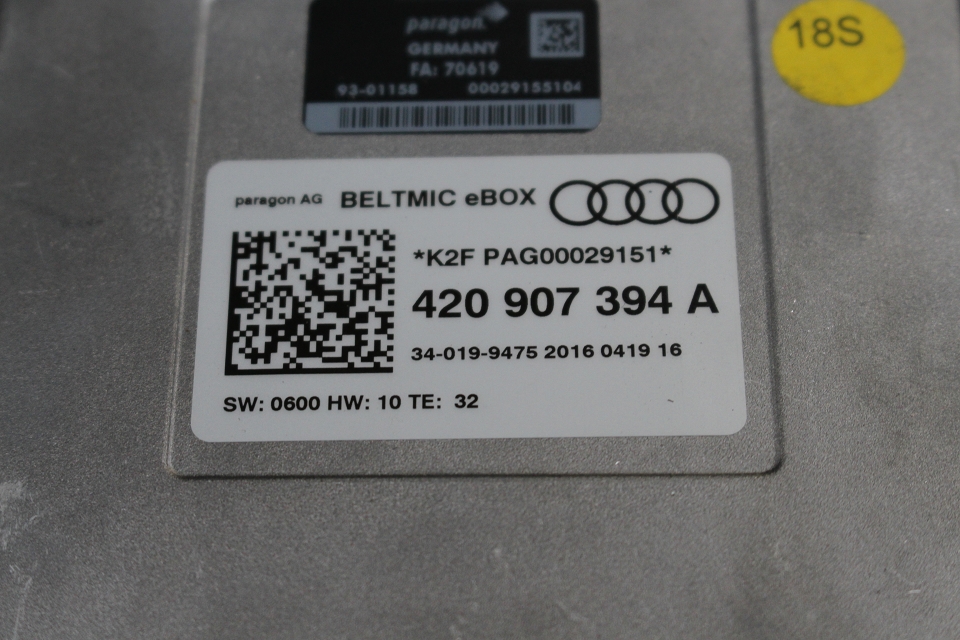 paragon
GERMANY
FA: 70619
93-01158 00029155104
18S
paragon AG BELTMIC eBOX
*K2F PAG00029151*
420 907 394 A
34-019-9475 2016 0419 16
SW: 0600 HW: 10 TE: 32